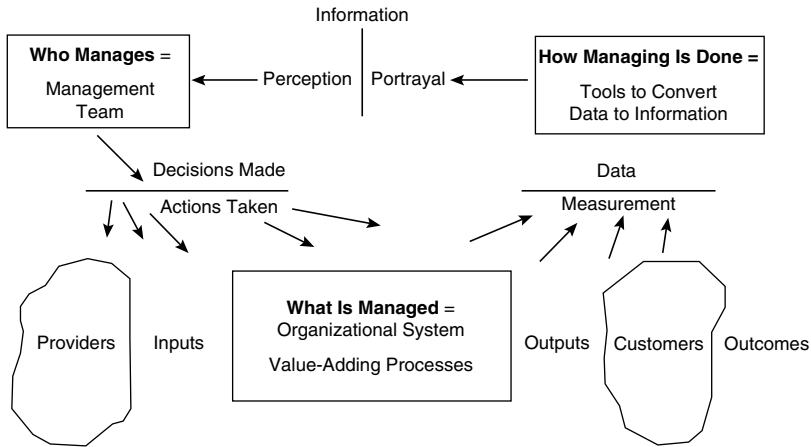 Information
Who Manages =
Management
Team
Perception
Portrayal
How Managing Is Done =
Tools to Convert
Data to Information
Decisions Made
Actions Taken
Data
Measurement
Providers
Inputs
What Is Managed =
Organizational System
Value-Adding Processes
Outputs
Customers
Outcomes